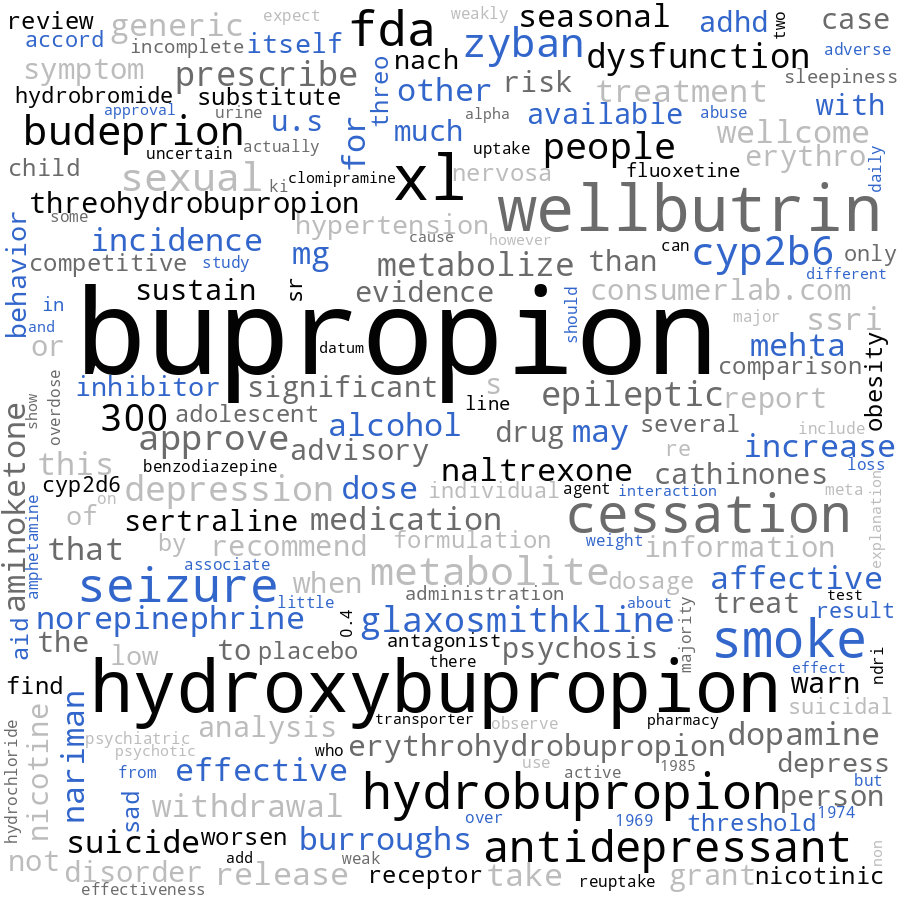 review
generic
expect
weakly
seasonal
adhd
two
case
accord
incomplete
itself
fda
zyban
dysfunction
adverse
symptom
prescribe
nach
threo
other
risk
treatment
sleepiness
hydrobromide
substitute
approval
urine
u.s
for
much
alpha
available
abuse
with
budeprion
uncertain
actually
uptake
people
wellcome
erythro
daily
child
sexual
ki
clomipramine
xl
nervosa
fluoxetine
threohydrobupropion
some
hypertension
wellbutrin
behavior
incidence
mg
cause
however
can
cyp2b6
only
competitive
study
metabolize
than
different
in
sustain
sr
evidence
should
consumerlab.com
and
bupropion
major
ssri
or
datum
mehta
obesity
comparison
inhibitor
significant
s
epileptic
report
show
overdose
300
adolescent
line
alcohol
drug
may
several
include
approve
advisory
re
increase
this
benzodiazepine
naltrexone
cathinones
loss
aminoketone
cyp2d6
on
depression
dose
individual
agent
interaction
meta
explanation
amphetamine
of
sertraline
medication
cessation
that
by
recommend
formulation
weight
information
associate
seizure
when
metabolite
dosage
affective
little
administration
about
treat
test
result
aid
norepinephrine
0.4
glaxosmithkline
majority
smoke
the
low
to
placebo
antagonist
there
psychosis
effect
ndri
find
hydroxybupropion
warn
suicidal
nariman
nicotine
hydrochloride
analysis
transporter
observe
pharmacy
psychiatric
psychotic
who
erythrohydrobupropion
dopamine
from
effective
use
active
1985
depress
but
sad
withdrawal
hydrobupropion
person
over
1969
threshold
1974
suicide
worsen
burroughs
antidepressant
non
not
add
weak
disorder
release
receptor
take
reuptake
grant
nicotinic
effectiveness